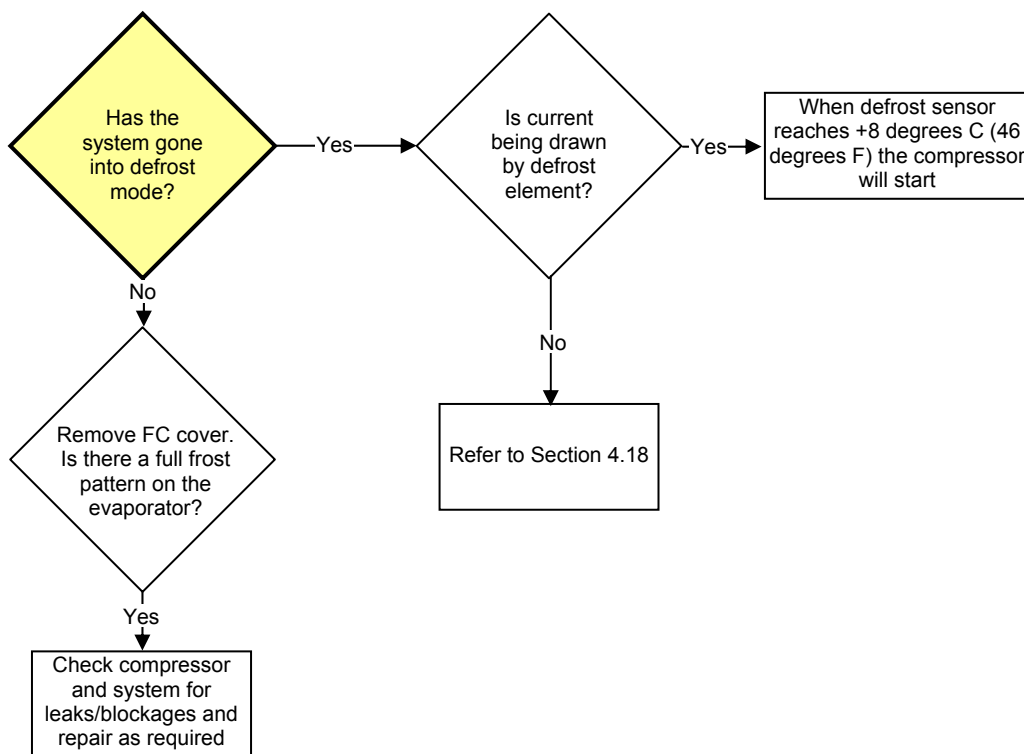 Has the
system gone
into defrost
mode?
Yes
Is current
being drawn
by defrost
element?
Yes
When defrost sensor
reaches +8 degrees C (46
degrees F) the compressor
will start
No
Remove FC cover.
Is there a full frost
pattern on the
evaporator?
No
Refer to Section 4.18
Yes
Check compressor
and system for
leaks/blockages and
repair as required